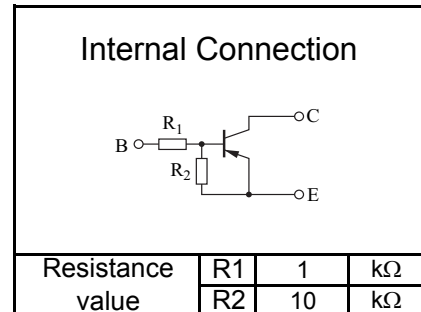 Internal Connection
C
R1
B
R2
E
Resistance value R1 1 kΩ
R2 10 kΩ